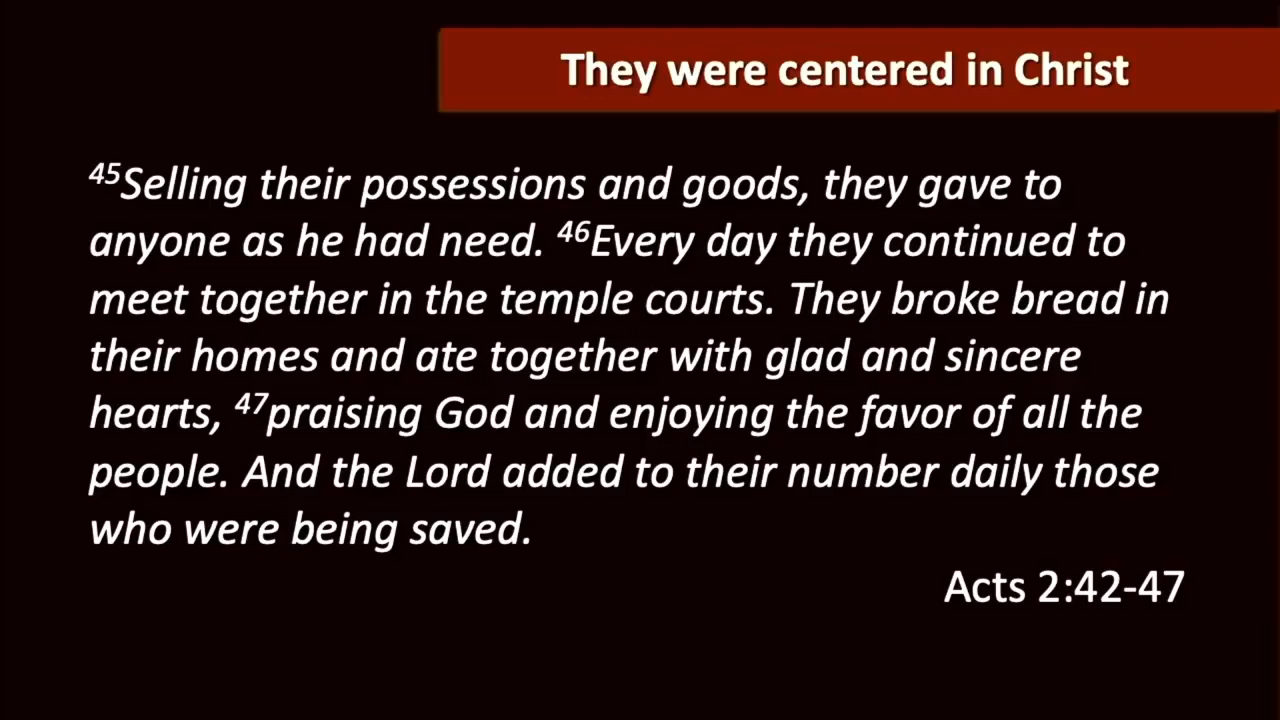 They were centered in Christ
⁴⁵Selling their possessions and goods, they gave to
anyone as he had need. ⁴⁶Every day they continued to
meet together in the temple courts. They broke bread in
their homes and ate together with glad and sincere
hearts, ⁴⁷praising God and enjoying the favor of all the
people. And the Lord added to their number daily those
who were being saved.
Acts 2:42-47